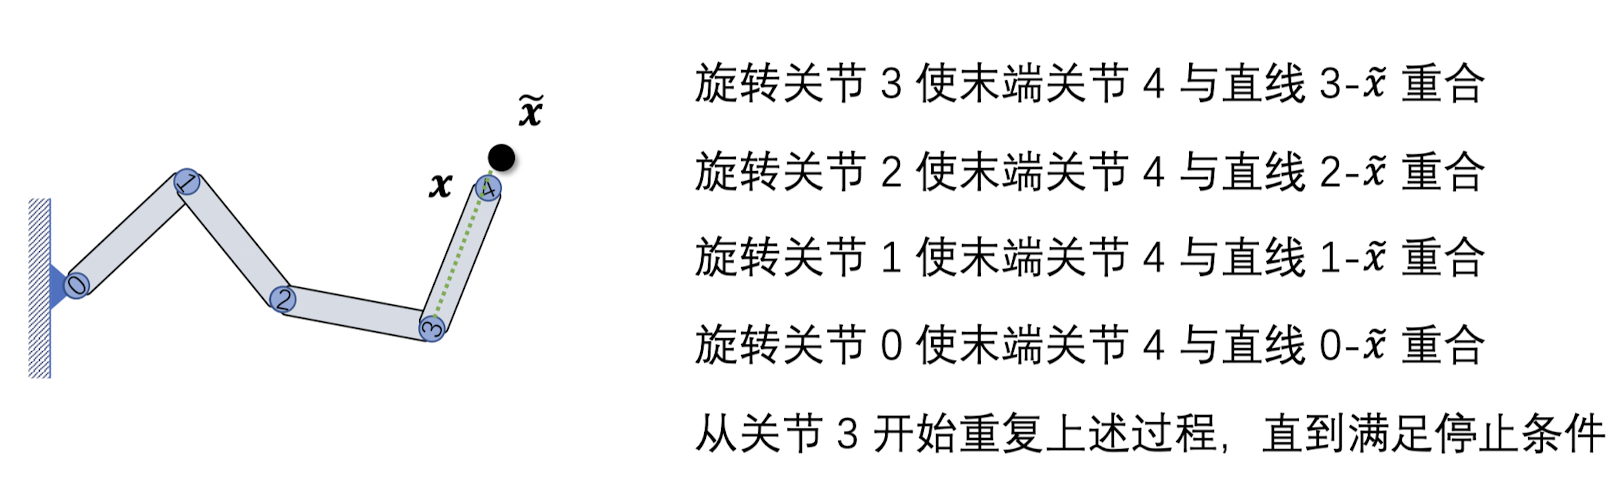 旋转关节 3 使末端关节 4 与直线 3-x̃ 重合
旋转关节 2 使末端关节 4 与直线 2-x̃ 重合
旋转关节 1 使末端关节 4 与直线 1-x̃ 重合
旋转关节 0 使末端关节 4 与直线 0-x̃ 重合
从关节 3 开始重复上述过程，直到满足停止条件
x̃
x
0
1
2
3
4